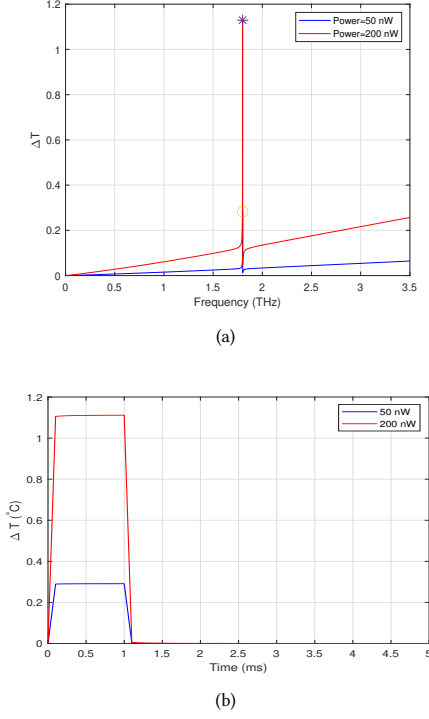 1.2
1
0.8
0.6
0.4
0.2
0
ΔT
Power=50 nW
Power=200 nW
0 0.5 1 1.5 2 2.5 3 3.5
Frequency (THz)
(a)
1.2
1
0.8
0.6
0.4
0.2
0
Δ T (°C)
50 nW
200 nW
0 0.5 1 1.5 2 2.5 3 3.5 4 4.5 5
Time (ms)
(b)